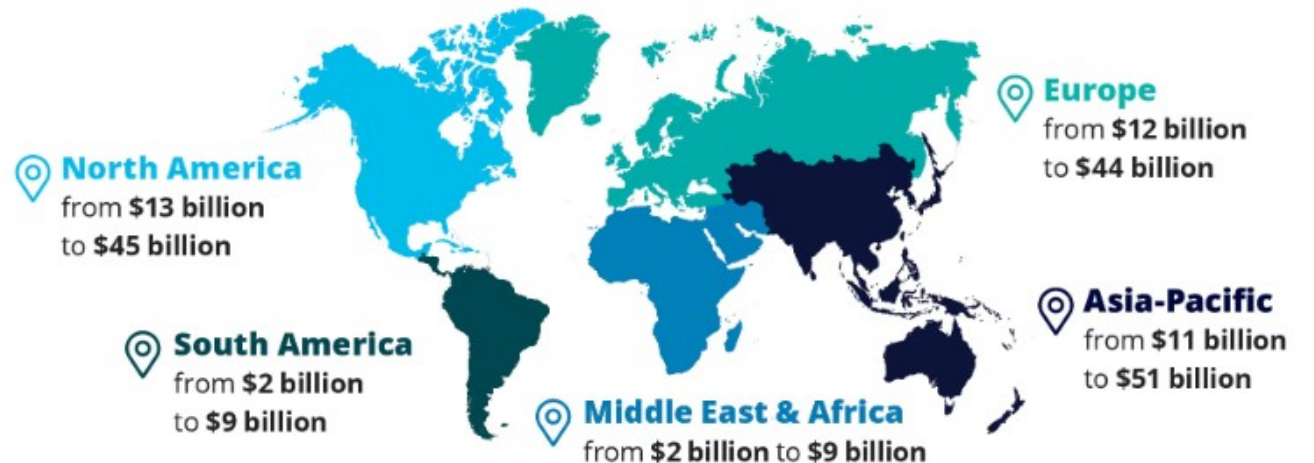 North America
from $13 billion
to $45 billion
South America
from $2 billion
to $9 billion
Middle East & Africa
from $2 billion to $9 billion
Europe
from $12 billion
to $44 billion
Asia-Pacific
from $11 billion
to $51 billion